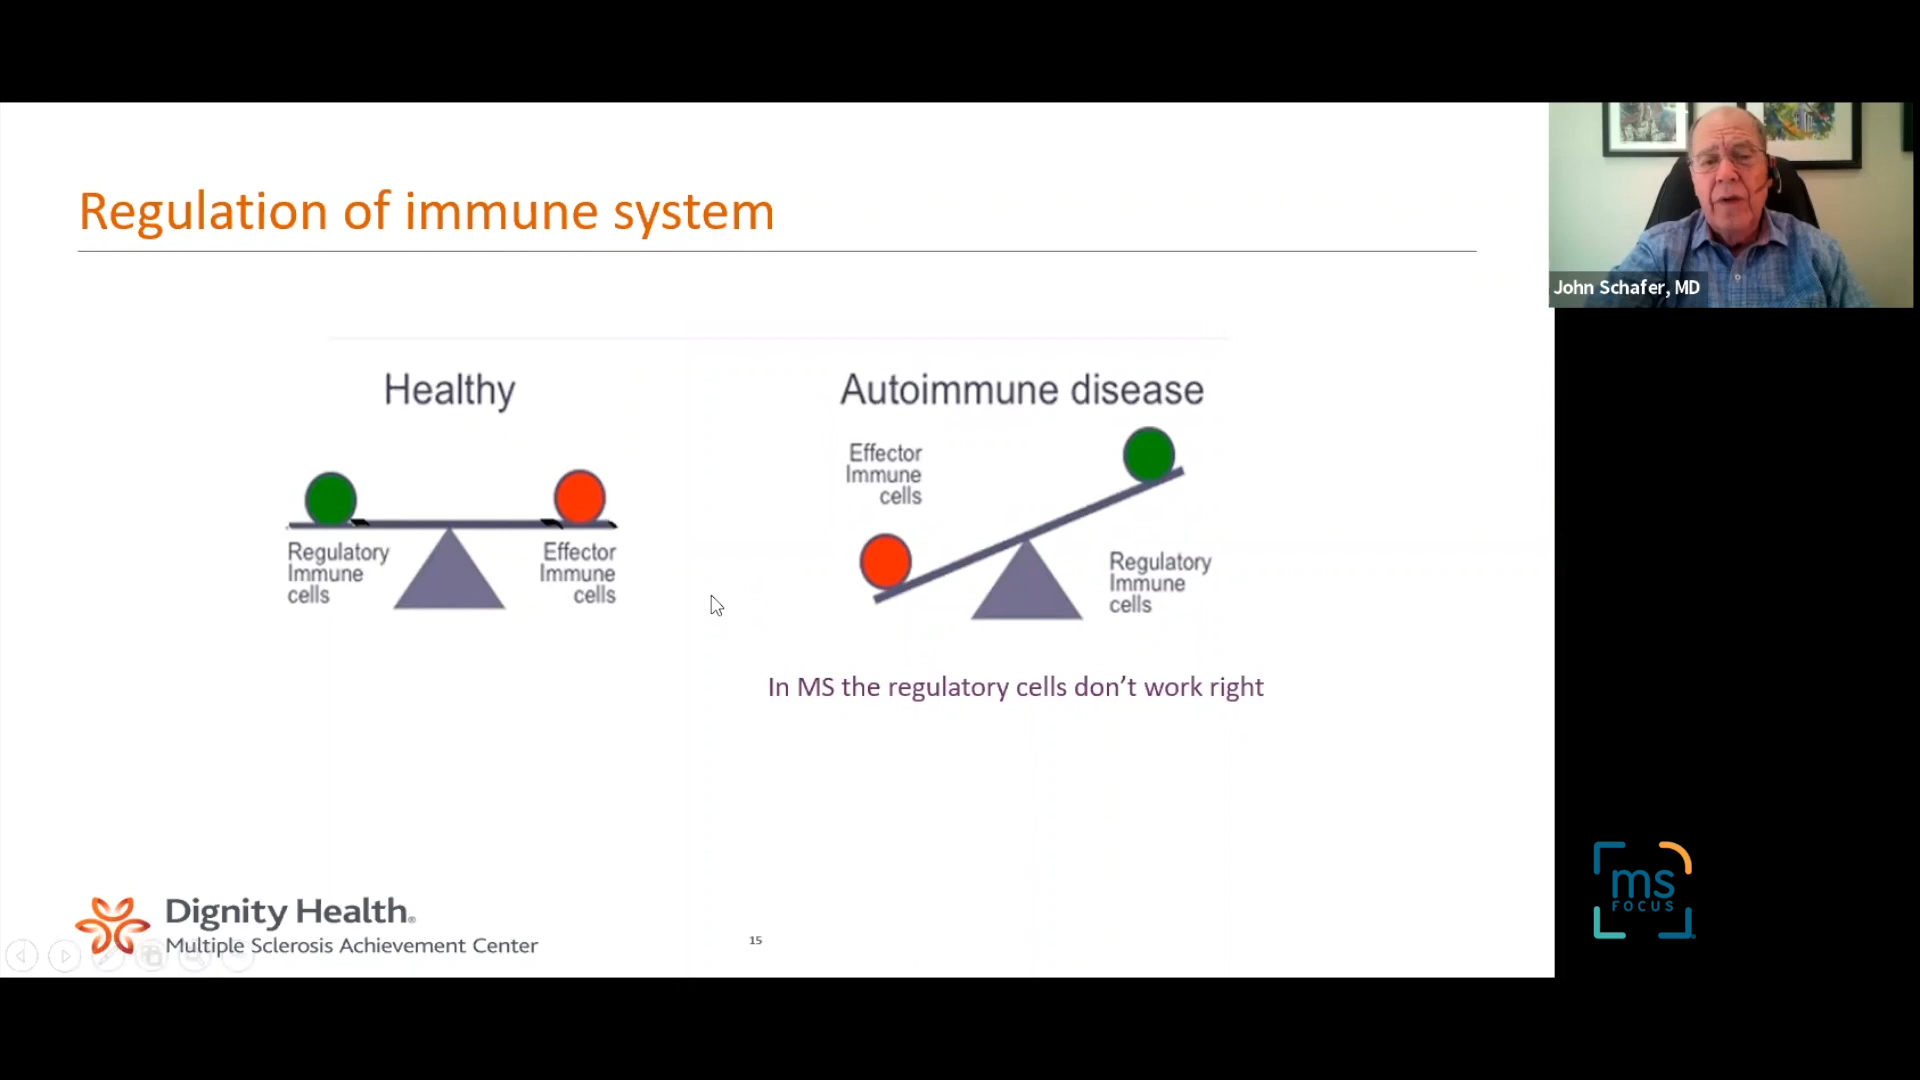 Regulation of immune system
John Schafer, MD
Healthy
Autoimmune disease
Regulatory
Immune
cells
Effector
Immune
cells
Effector
Immune
cells
Regulatory
Immune
cells
In MS the regulatory cells don’t work right
Dignity Health®
Multiple Sclerosis Achievement Center
15
ms
FOCUS